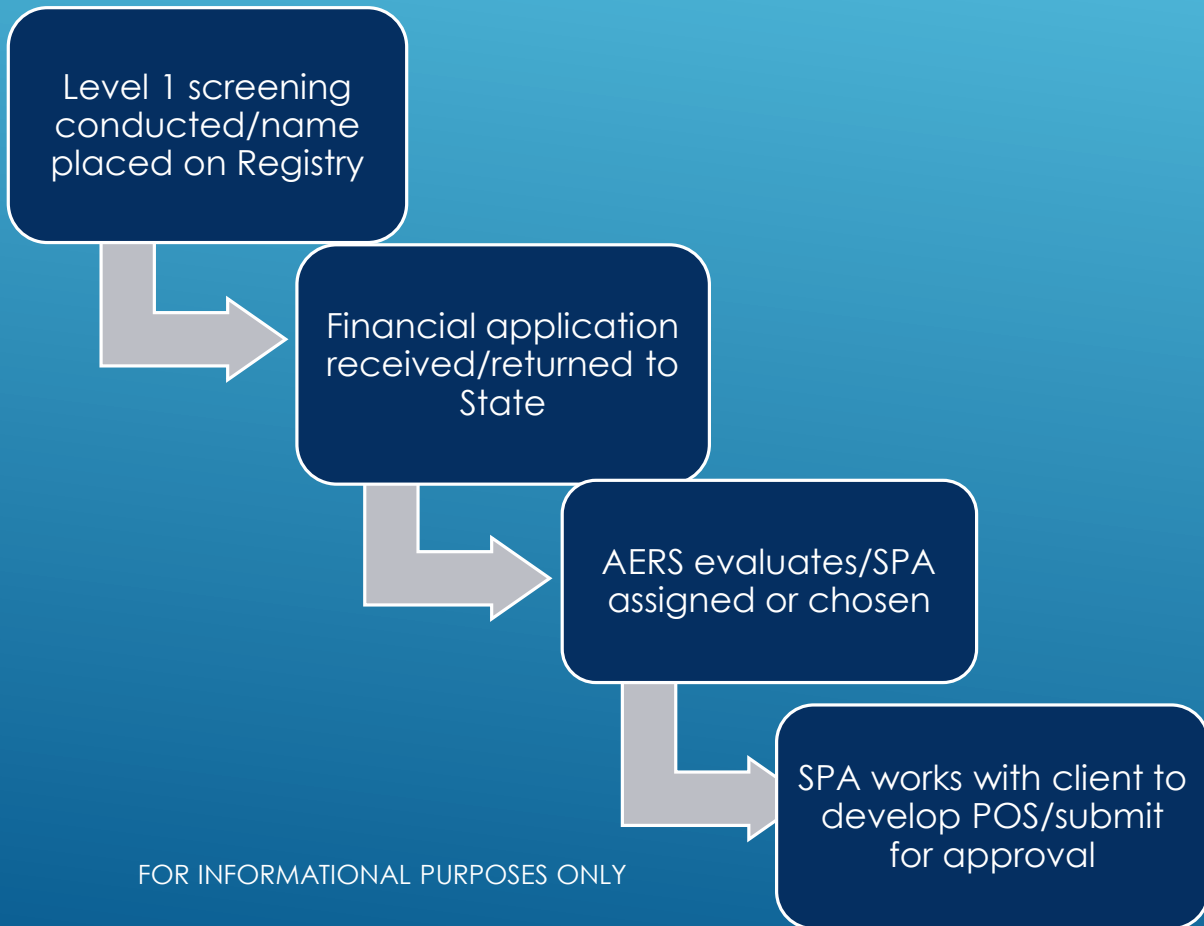 Level 1 screening
conducted/name
placed on Registry
Financial application
received/returned to
State
AERS evaluates/SPA
assigned or chosen
SPA works with client to
develop POS/submit
for approval
FOR INFORMATIONAL PURPOSES ONLY